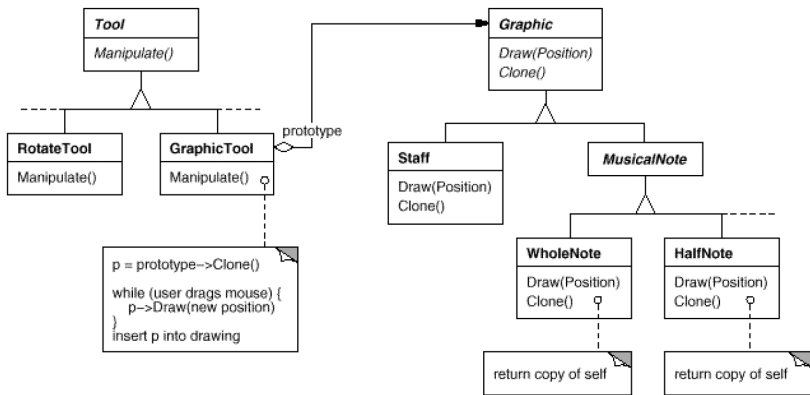 Tool
Manipulate()
RotateTool
Manipulate()
GraphicTool
Manipulate()
prototype
p = prototype–>Clone()
while (user drags mouse) {
p–>Draw(new position)
}
insert p into drawing
Graphic
Draw(Position)
Clone()
Staff
Draw(Position)
Clone()
MusicalNote
WholeNote
Draw(Position)
Clone()
HalfNote
Draw(Position)
Clone()
return copy of self
return copy of self